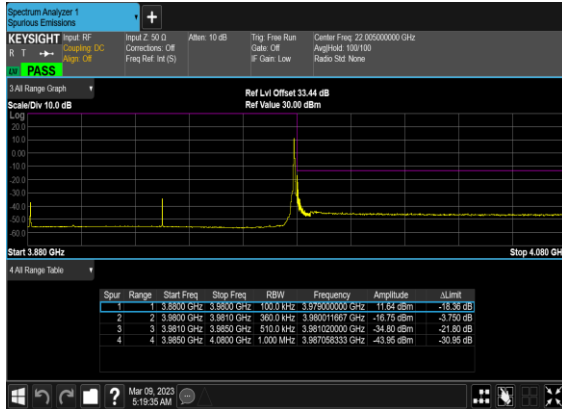 Spectrum Analyzer 1
Spurious Emissions
+
KEYSIGHT Input: RF Input Z: 50 Ω Atten: 10 dB Trig: Free Run Center Freq: 22.005000000 GHz
R T Coupling: DC Corrections: Off Gate: Off Avg|Hold: 100/100
Align: Off Freq Ref: Int (S) IF Gain: Low Radio Std: None
PASS
3 All Range Graph Ref Lvl Offset 33.44 dB
Scale/Div 10.0 dB Ref Value 30.00 dBm
Log
20.0
10.0
0.00
-10.0
-20.0
-30.0
-40.0
-50.0
-60.0
Start 3.880 GHz Stop 4.080 GH
4 All Range Table
Spur Range Start Freq Stop Freq RBW Frequency Amplitude ΔLimit
1 1 3.8800 GHz 3.9800 GHz 100.0 kHz 3.979000000 GHz 11.64 dBm -18.36 dB
2 2 3.9800 GHz 3.9810 GHz 360.0 kHz 3.980011667 GHz -16.75 dBm -3.750 dB
3 3 3.9810 GHz 3.9850 GHz 510.0 kHz 3.981020000 GHz -34.80 dBm -21.80 dB
4 4 3.9850 GHz 4.0800 GHz 1.000 MHz 3.987058333 GHz -43.95 dBm -30.95 dB
? Mar 09, 2023
5:19:35 AM